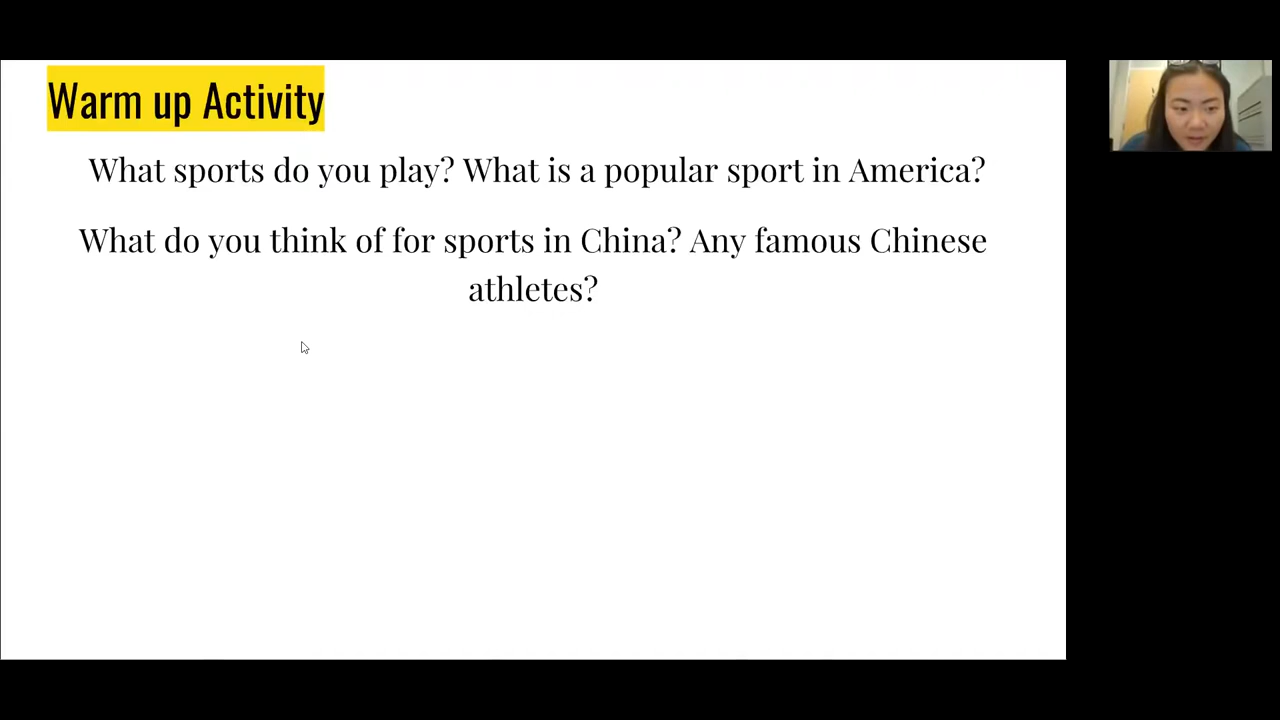 Warm up Activity
What sports do you play? What is a popular sport in America?
What do you think of for sports in China? Any famous Chinese
athletes?